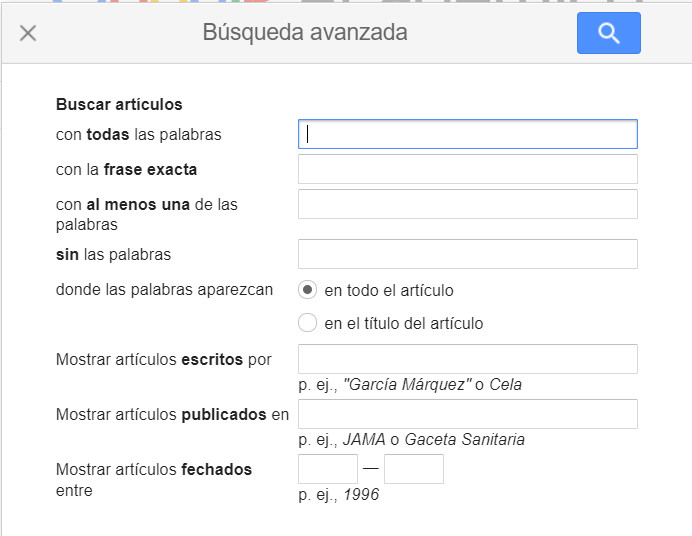 Búsqueda avanzada
Buscar artículos
con todas las palabras
con la frase exacta
con al menos una de las
palabras
sin las palabras
donde las palabras aparezcan
en todo el artículo
en el título del artículo
Mostrar artículos escritos por
p. ej., "García Márquez" o Cela
Mostrar artículos publicados en
p. ej., JAMA o Gaceta Sanitaria
Mostrar artículos fechados
entre
—
p. ej., 1996